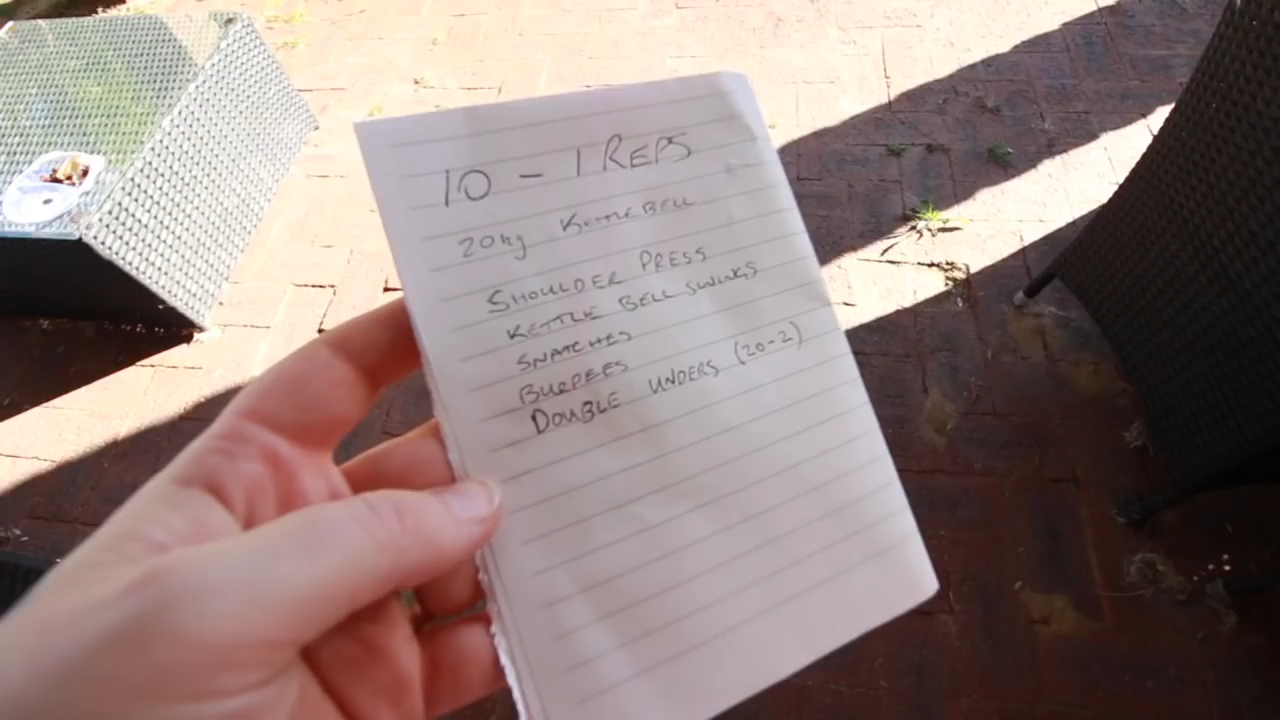 10 - 1 REPS
20kg KETTLEBELL
SHOULDER PRESS
KETTLE BELL SWINGS
SNATCHES
BURPEES
DOUBLE UNDERS (20-2)